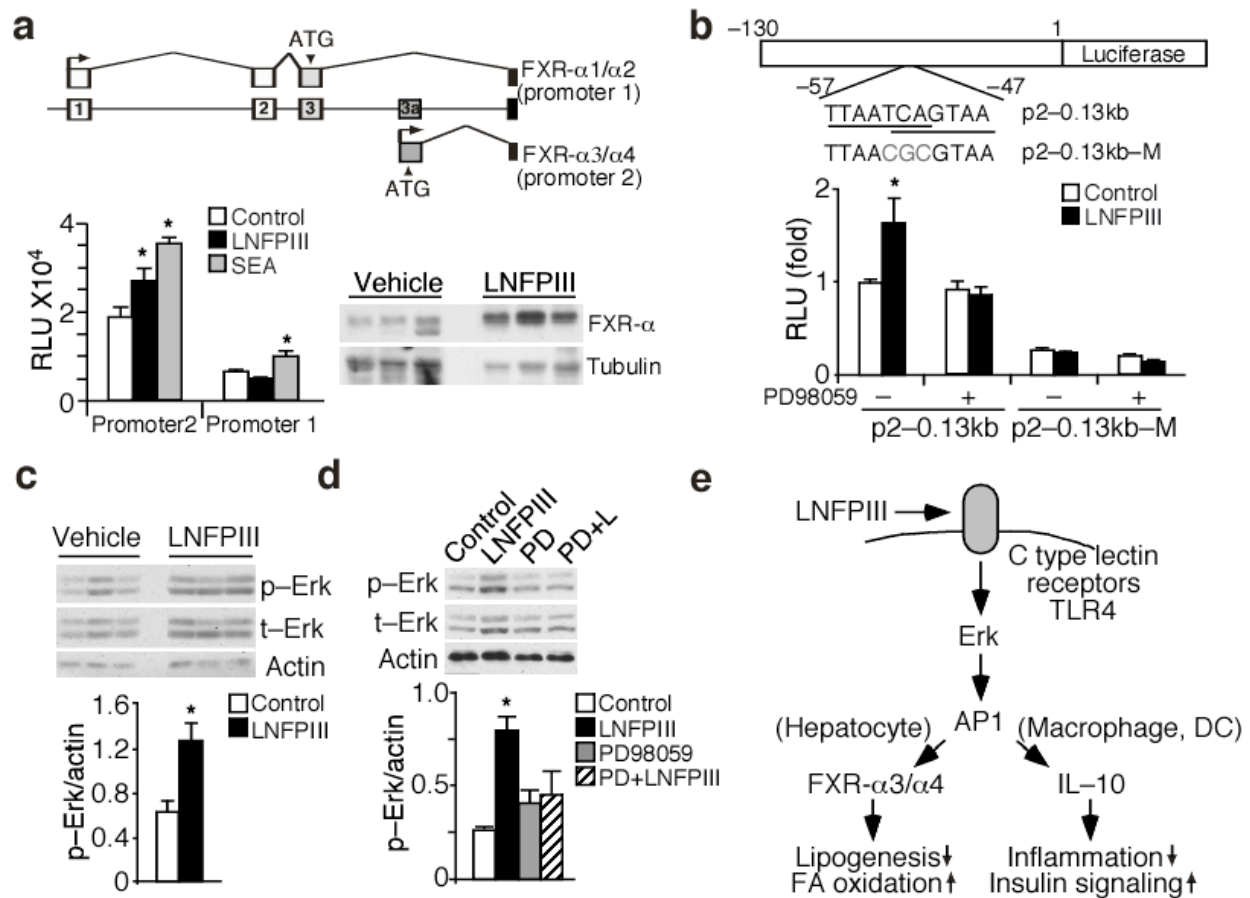 a
ATG
FXR-α1/α2
(promoter 1)
1 2 3 3a
FXR-α3/α4
(promoter 2)
ATG
RLU X10⁴
4
2
0
Control
LNFPIII
SEA
* * *
Promoter2 Promoter 1
Vehicle LNFPIII
FXR-α
Tubulin
b
–130 1
Luciferase
–57 –47
TTAATCAGTAA p2–0.13kb
TTAACGCGTAA p2–0.13kb–M
RLU (fold)
2
1
0
*
Control
LNFPIII
PD98059 – + – +
p2–0.13kb p2–0.13kb–M
c
Vehicle LNFPIII
p–Erk
t–Erk
Actin
p–Erk/actin
1.6
1.2
0.8
0.4
0
*
Control
LNFPIII
d
Control LNFPIII PD PD+L
p–Erk
t–Erk
Actin
p–Erk/actin
1.0
0.5
0
*
Control
LNFPIII
PD98059
PD+LNFPIII
e
LNFPIII
C type lectin
receptors
TLR4
Erk
AP1
(Hepatocyte) (Macrophage, DC)
FXR-α3/α4 IL–10
Lipogenesis↓ Inflammation↓
FA oxidation↑ Insulin signaling↑